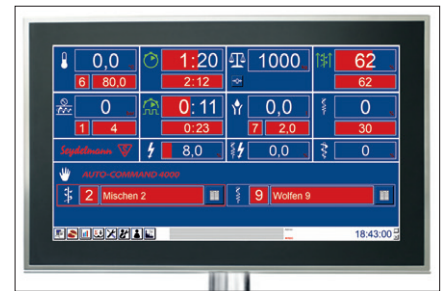 0,0 1:20 1000 62
6 80,0 2:12 62
0 0:11 0,0 0
1 4 0:23 7 2,0 30
Seydelmann 8,0 0,0 0
AUTO-COMMAND 4000
2 Mischen 2 9 Wolfen 9
18:43:00